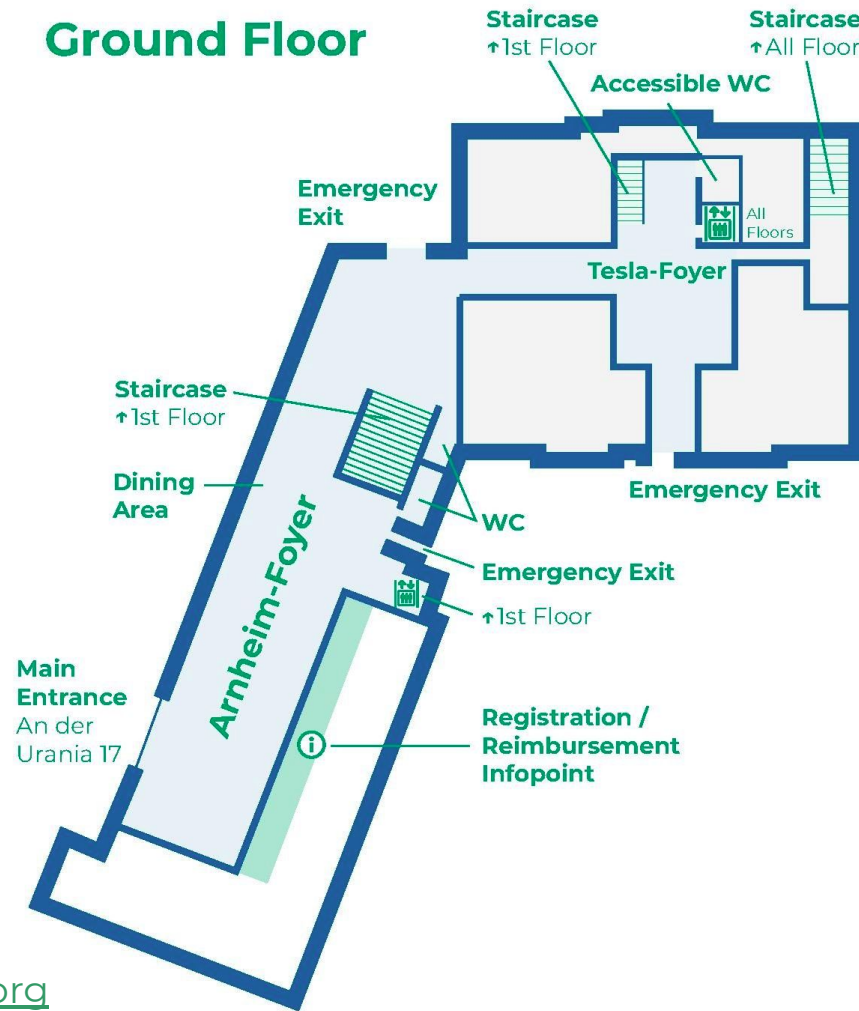 Ground Floor
Staircase
↑1st Floor
Staircase
↑All Floor
Accessible WC
Emergency
Exit
All
Floors
Tesla-Foyer
Staircase
↑1st Floor
Dining
Area
Arnheim-Foyer
WC
Emergency Exit
Emergency Exit
↑1st Floor
Main
Entrance
An der
Urania 17
Registration /
Reimbursement
Infopoint
org